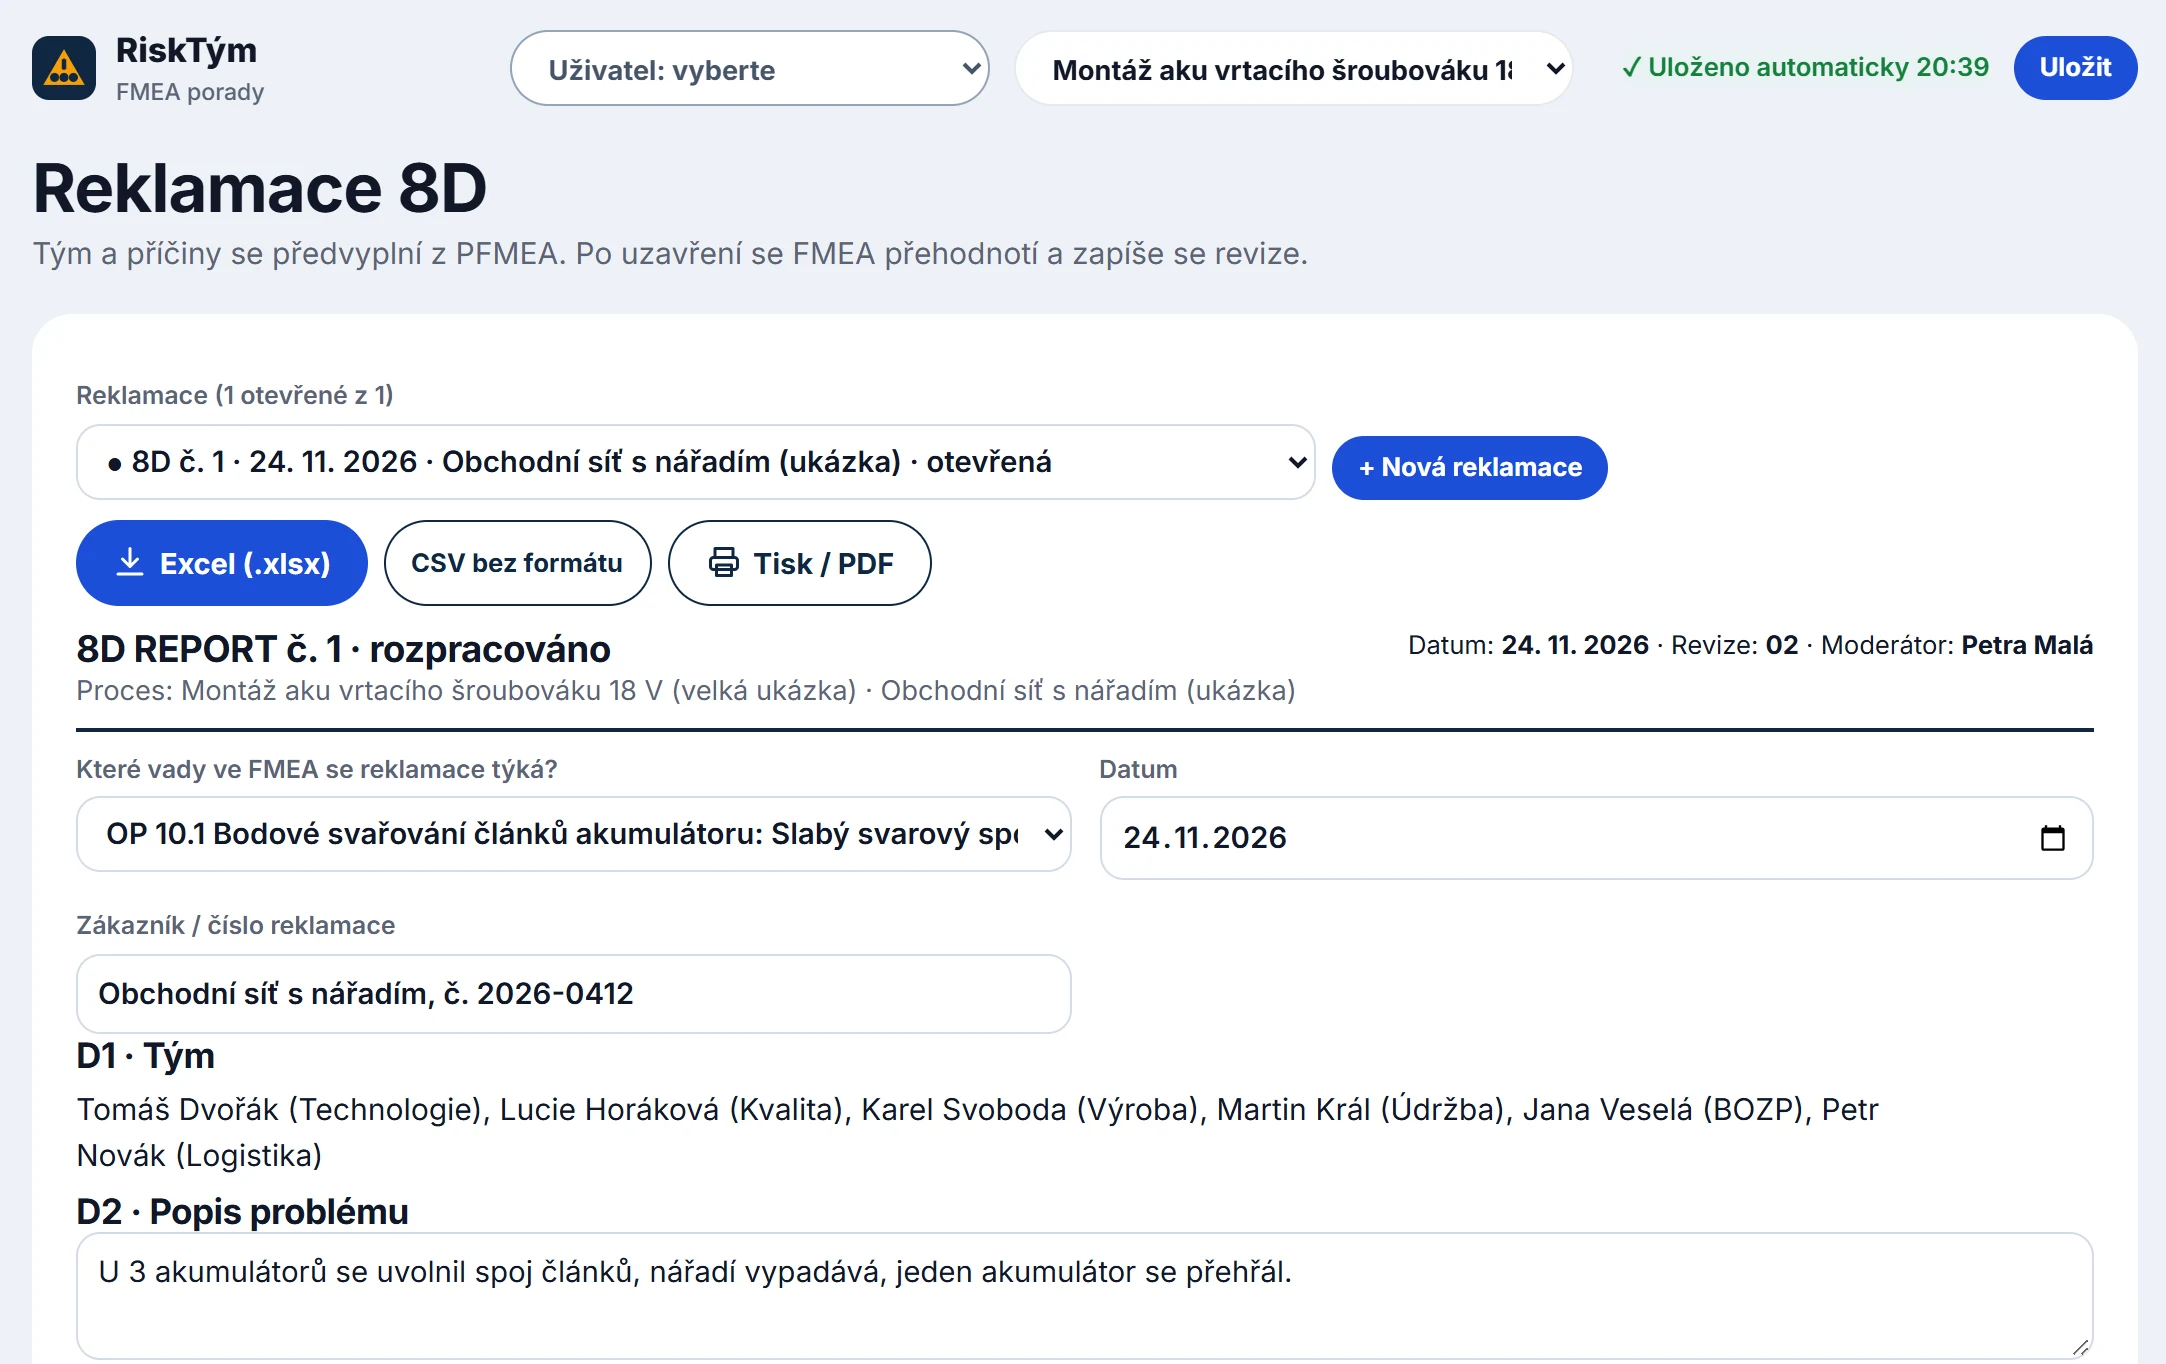 RiskTým
FMEA porady
Uživatel: vyberte
Montáž aku vrtacího šroubováku
✓ Uloženo automaticky 20:39
Uložit
Reklamace 8D
Tým a příčiny se předvyplní z PFMEA. Po uzavření se FMEA přehodnotí a zapíše se revize.
Reklamace (1 otevřené z 1)
● 8D č. 1 · 24. 11. 2026 · Obchodní síť s nářadím (ukázka) · otevřená
+ Nová reklamace
Excel (.xlsx)
CSV bez formátu
Tisk / PDF
8D REPORT č. 1 · rozpracováno
Datum: 24. 11. 2026 · Revize: 02 · Moderátor: Petra Malá
Proces: Montáž aku vrtacího šroubováku 18 V (velká ukázka) · Obchodní síť s nářadím (ukázka)
Které vady ve FMEA se reklamace týká?
Datum
OP 10.1 Bodové svařování článků akumulátoru: Slabý svarový
24.11.2026
Zákazník / číslo reklamace
Obchodní síť s nářadím, č. 2026-0412
D1 · Tým
Tomáš Dvořák (Technologie), Lucie Horáková (Kvalita), Karel Svoboda (Výroba), Martin Král (Údržba), Jana Veselá (BOZP), Petr
Novák (Logistika)
D2 · Popis problému
U 3 akumulátorů se uvolnil spoj článků, nářadí vypadává, jeden akumulátor se přehřál.